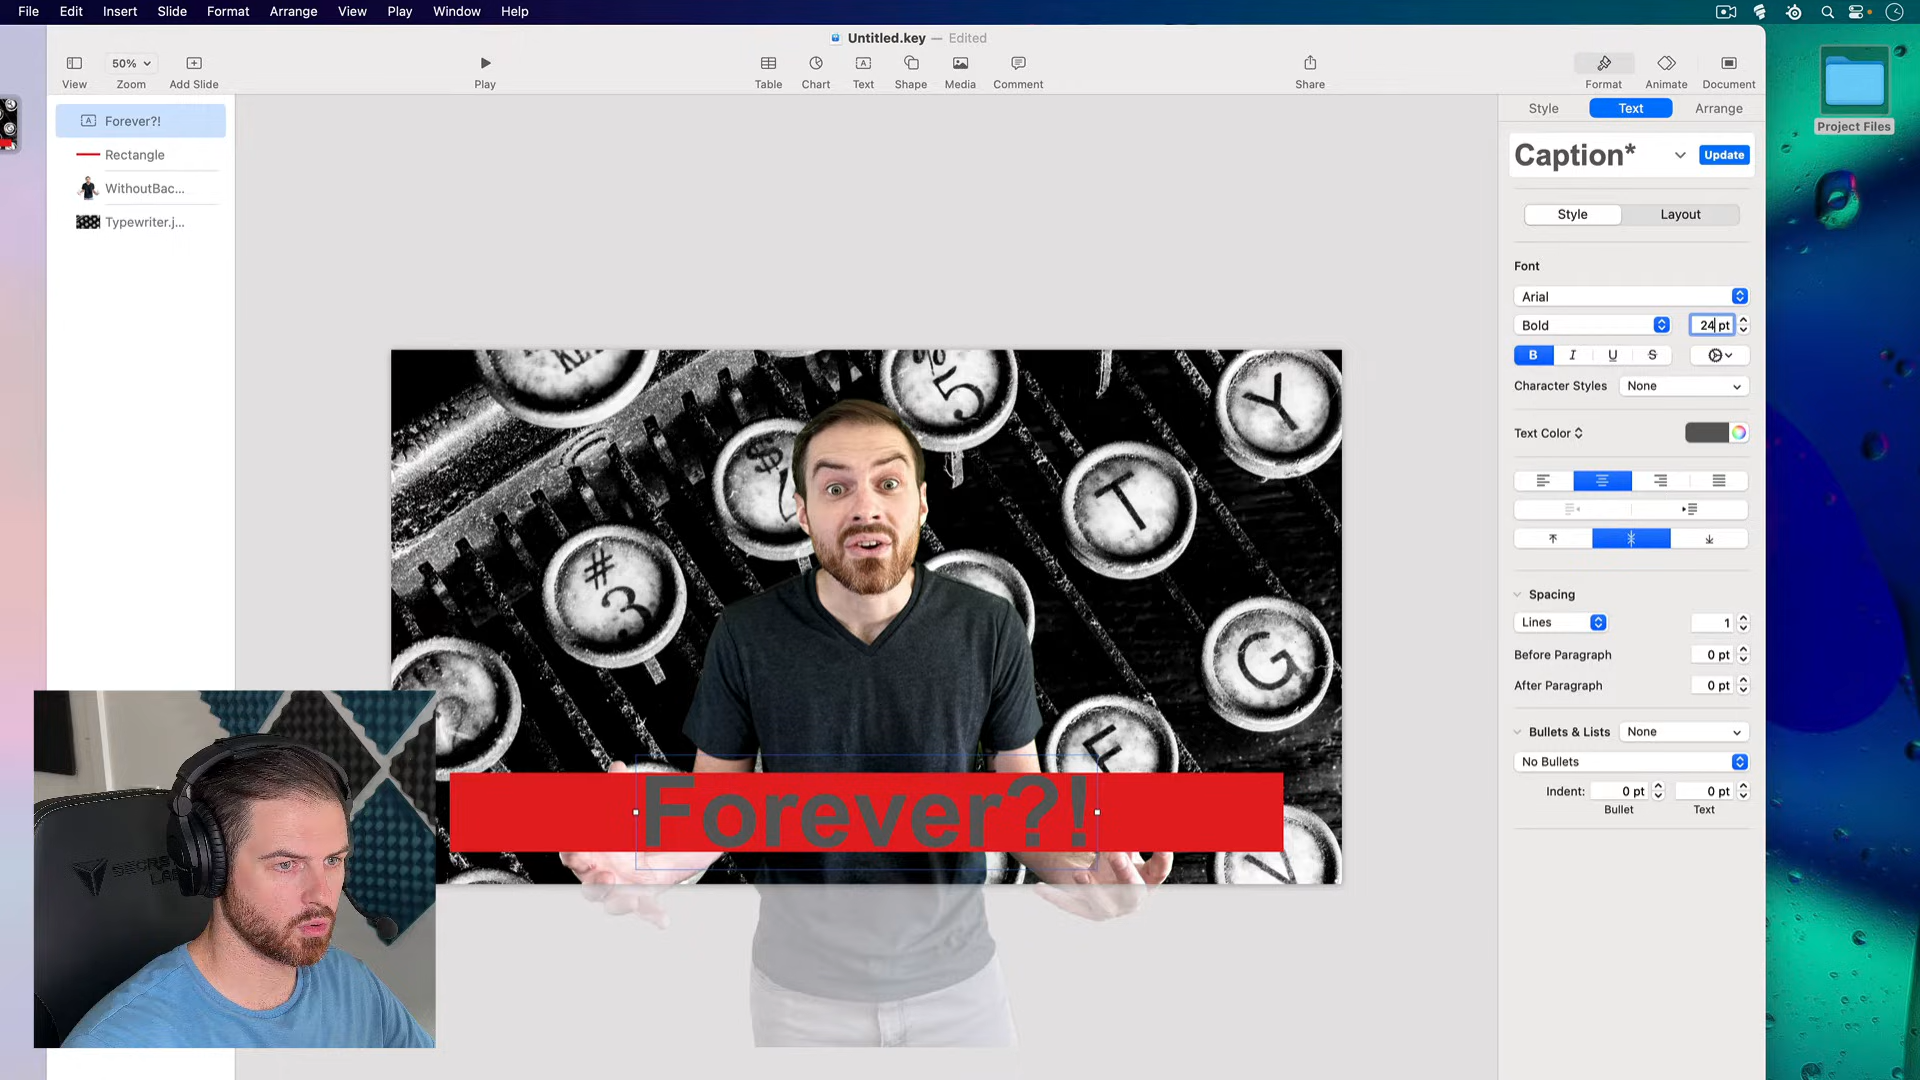 File Edit Insert Slide Format Arrange View Play Window Help
Untitled.key — Edited
50%
View Zoom Add Slide Play Table Chart Text Shape Media Comment Share Format Animate Document
Forever?!
Rectangle
WithoutBac...
Typewriter.j...
Style Text Arrange
Project Files
Caption* Update
Style Layout
Font
Arial
Bold 24 pt
B I U S
Character Styles None
Text Color
Spacing
Lines 1
Before Paragraph 0 pt
After Paragraph 0 pt
Bullets & Lists None
No Bullets
Indent: 0 pt 0 pt
Bullet Text
% 5
Y
$
T
# 3
G
F
V
Forever?!